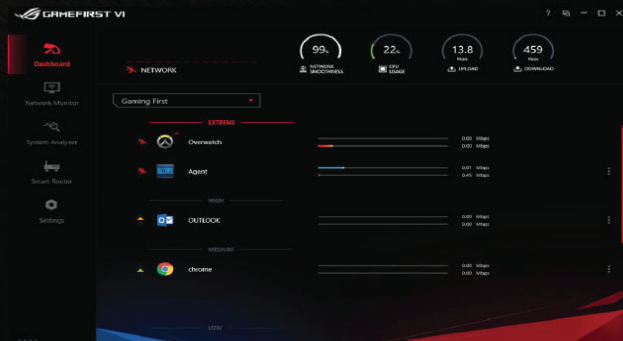 GAMEFIRST VI
?
Dashboard
Network Monitor
System Analyzer
Smart Router
Settings
NETWORK
99%
NETWORK
SMOOTHNESS
22%
CPU
USAGE
13.8
Kbps
UPLOAD
459
Kbps
DOWNLOAD
Gaming First
EXTREME
Overwatch
0.00 Mbps
0.00 Mbps
Agent
0.01 Mbps
0.45 Mbps
HIGH
OUTLOOK
0.00 Mbps
0.00 Mbps
MEDIUM
chrome
0.00 Mbps
0.00 Mbps
LOW